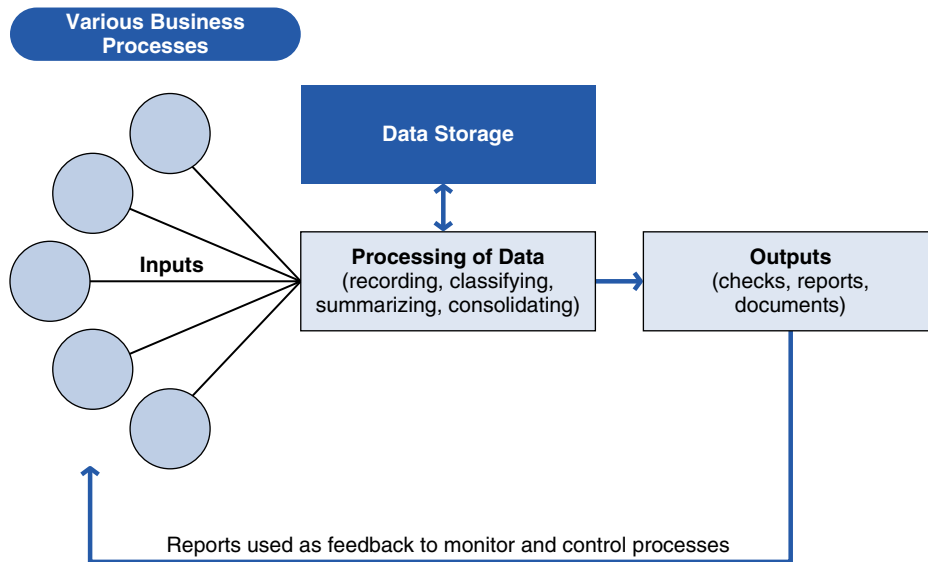 Various Business
Processes
Data Storage
Inputs
Processing of Data
(recording, classifying,
summarizing, consolidating)
Outputs
(checks, reports,
documents)
Reports used as feedback to monitor and control processes